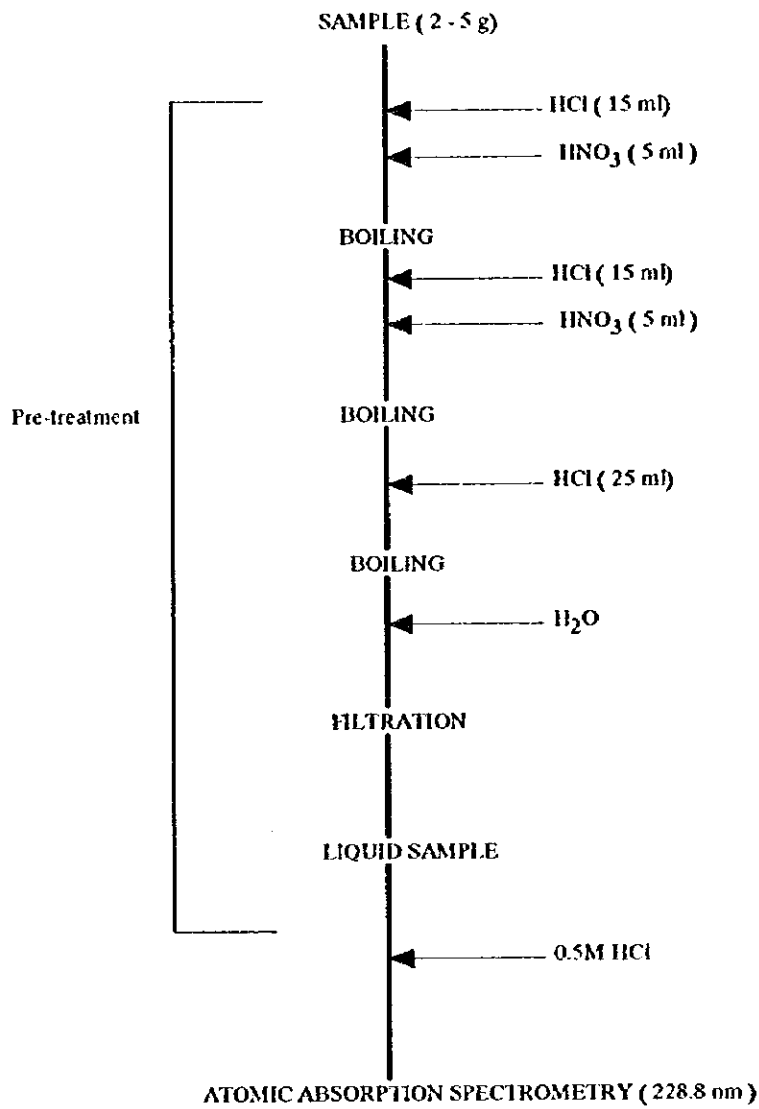 SAMPLE ( 2 - 5 g)
HCl ( 15 ml)
HNO3 ( 5 ml )
BOILING
HCl ( 15 ml)
HNO3 ( 5 ml)
Pre-treatment
BOILING
HCl ( 25 ml)
BOILING
H2O
FILTRATION
LIQUID SAMPLE
0.5M HCl
ATOMIC ABSORPTION SPECTROMETRY ( 228.8 nm)